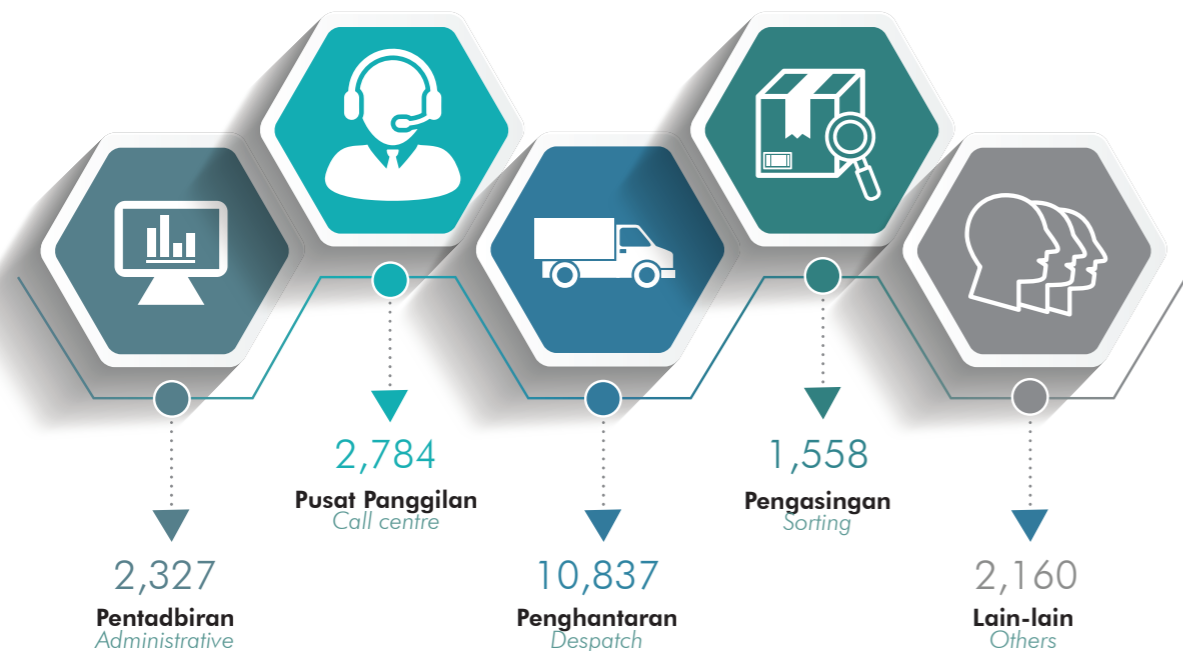 2,327
Pentadbiran
Administrative
2,784
Pusat Panggilan
Call centre
10,837
Penghantaran
Despatch
1,558
Pengasingan
Sorting
2,160
Lain-lain
Others